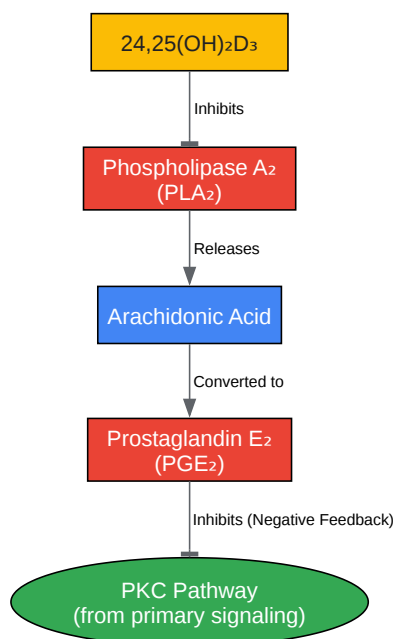 24,25(OH)₂D₃
Inhibits
Phospholipase A₂
(PLA₂)
Releases
Arachidonic Acid
Converted to
Prostaglandin E₂
(PGE₂)
Inhibits (Negative Feedback)
PKC Pathway
(from primary signaling)